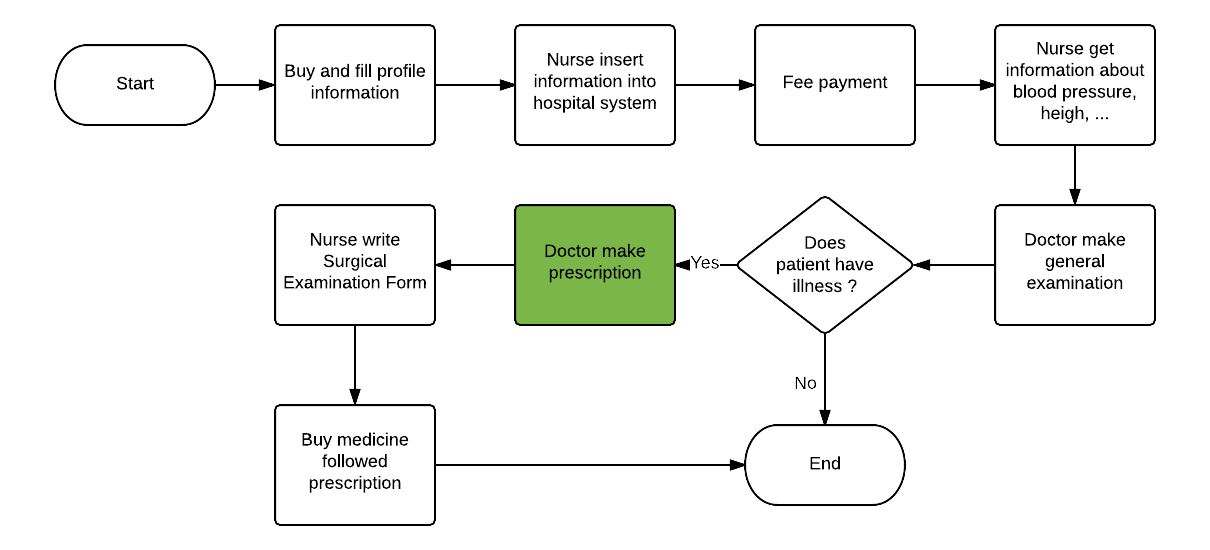 Start
Buy and fill profile
information
Nurse insert
information into
hospital system
Fee payment
Nurse get
information about
blood pressure,
heigh, ...
Doctor make
general
examination
Does
patient have
illness ?
Yes
Doctor make
prescription
Nurse write
Surgical
Examination Form
No
Buy medicine
followed
prescription
End